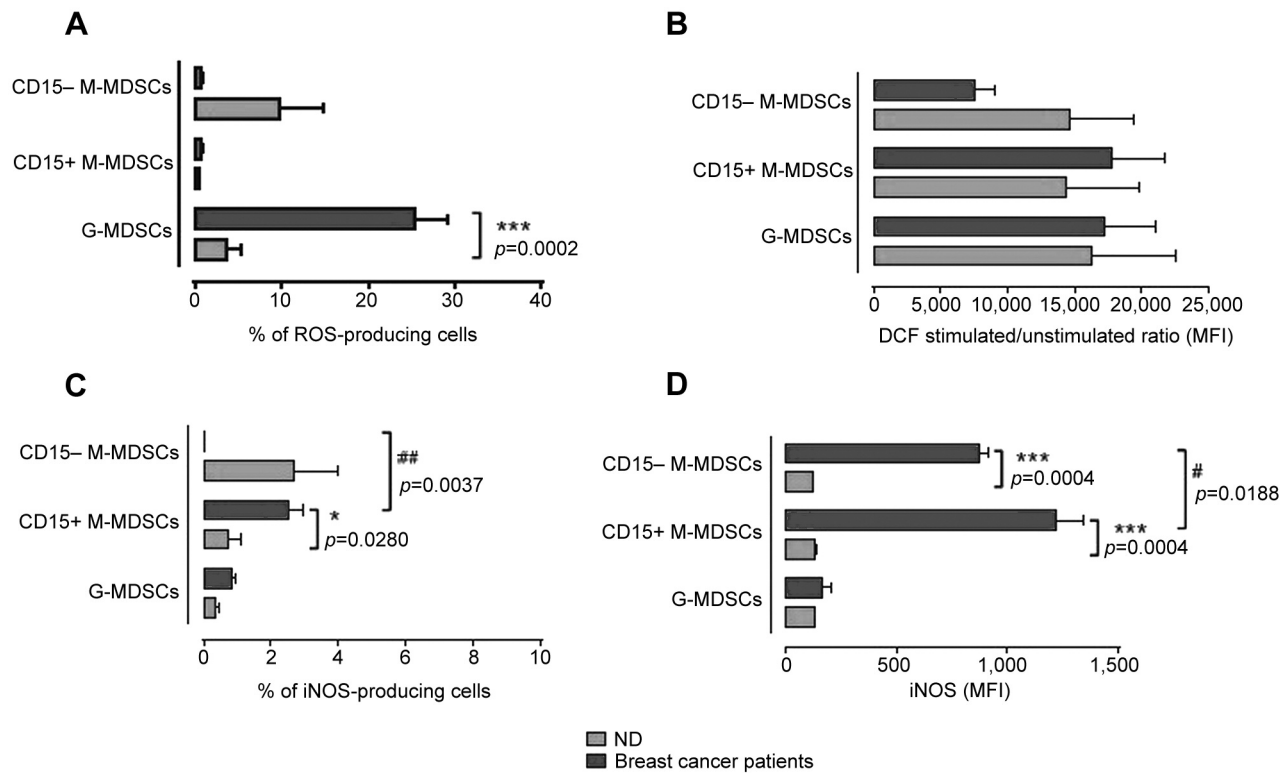 A
CD15– M-MDSCs
CD15+ M-MDSCs
G-MDSCs
***
p=0.0002
0 10 20 30 40
% of ROS-producing cells
B
CD15– M-MDSCs
CD15+ M-MDSCs
G-MDSCs
0 5,000 10,000 15,000 20,000 25,000
DCF stimulated/unstimulated ratio (MFI)
C
CD15– M-MDSCs
##
p=0.0037
CD15+ M-MDSCs
*
p=0.0280
G-MDSCs
0 2 4 6 8 10
% of iNOS-producing cells
D
CD15– M-MDSCs
***
p=0.0004
#
p=0.0188
CD15+ M-MDSCs
***
p=0.0004
G-MDSCs
0 500 1,000 1,500
iNOS (MFI)
ND
Breast cancer patients